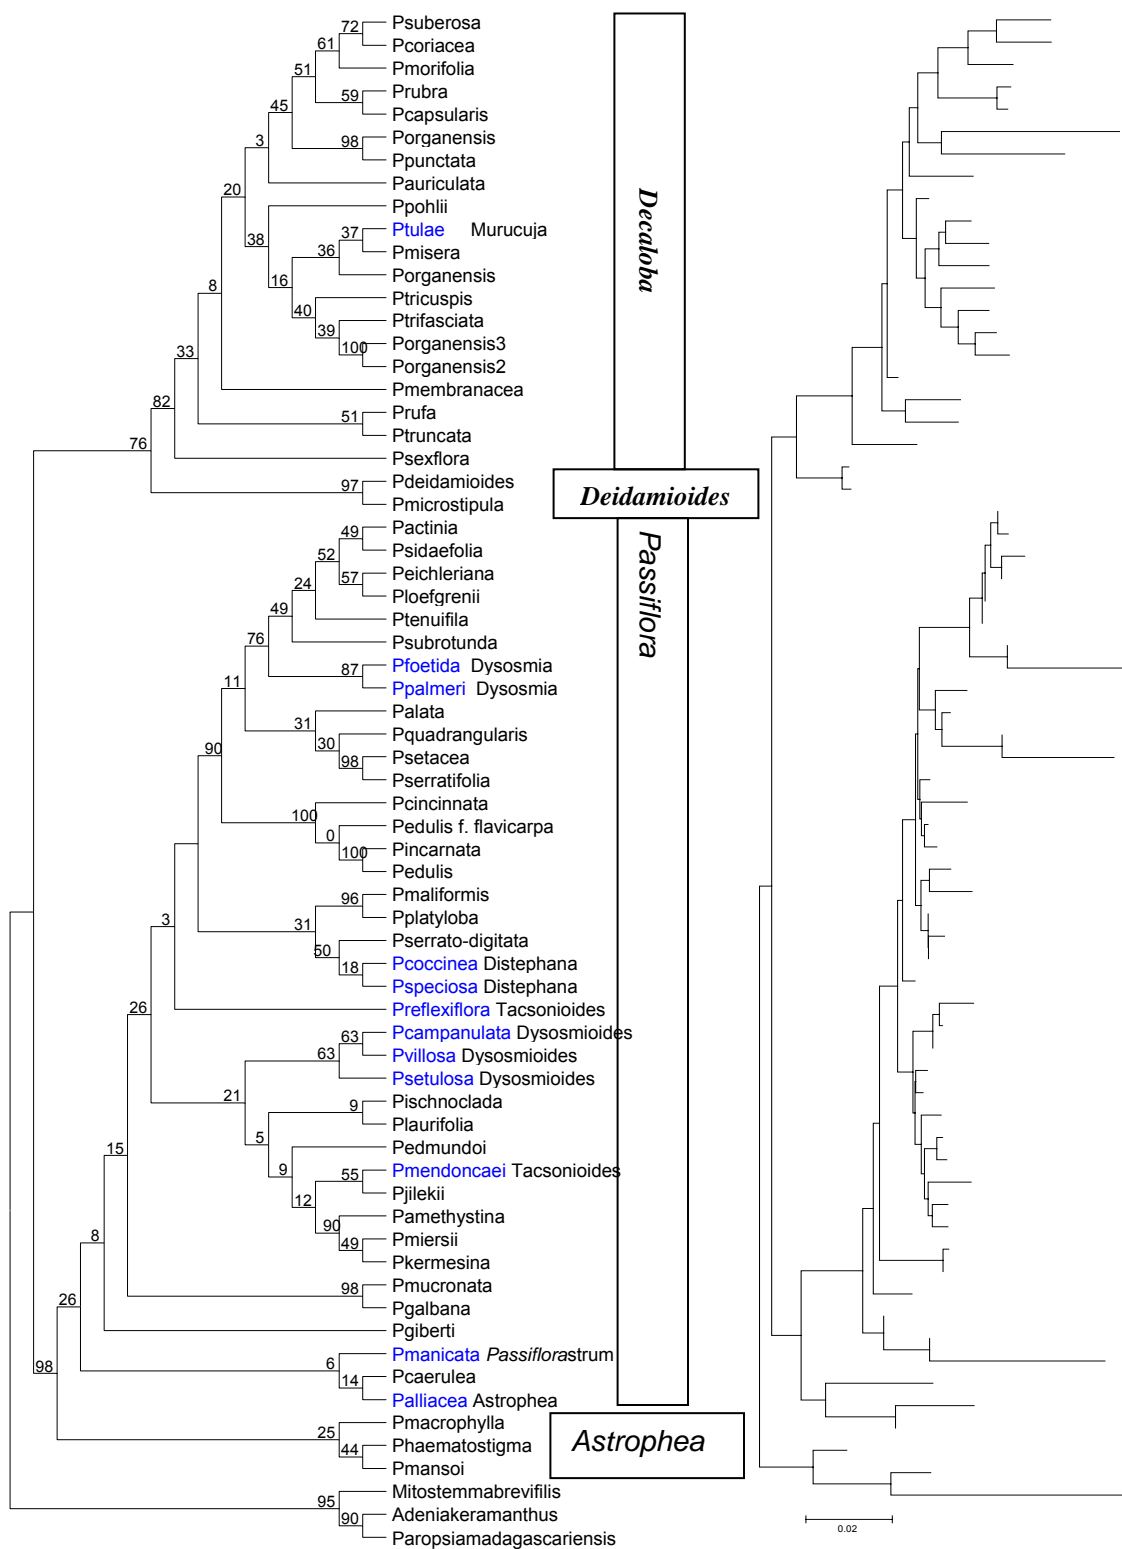 Psuberosa
72
Pcoriacea
61
Pmorifolia
51
Prubra
59
45
Pcapsularis
Porganensis
98
3
Ppunctata
Pauriculata
20
Ppohlii
Ptulae Murucuja
37
38
36
Pmisera
Porganensis
16
8
Ptricuspis
40
Ptrifasciata
39
Porganensis3
100
33
Porganensis2
Pmembranacea
82
Prufa
51
Ptruncata
76
Psexflora
Pdeidamioides
97
Pmicrostipula
Decaloba
Deidamioides
Pactinia
49
Psidaefolia
52
Peichleriana
57
24
Ploefgrenii
49
Ptenuifila
76
Psubrotunda
Pfoetida Dysosmia
87
11
Ppalmeri Dysosmia
Palata
31
Pquadrangularis
30
90
Psetacea
98
Pserratifolia
Pcincinnata
100
Pedulis f. flavicarpa
0
Pincarnata
100
Pedulis
Pmaliformis
96
3
31
Pplatyloba
Pserrato-digitata
50
Pcoccinea Distephana
18
Pspeciosa Distephana
26
Preflexiflora Tacsonioides
Pcampanulata Dysosmioides
63
63
Pvillosa Dysosmioides
Psetulosa Dysosmioides
21
Pischnoclada
9
Plaurifolia
5
15
Pedmundoi
9
Pmendoncaei Tacsonioides
55
Pjilekii
12
Pamethystina
90
8
Pmiersii
49
Pkermesina
Pmucronata
98
26
Pgalbana
Pgiberti
Pmanicata Passiflorastrum
6
98
Pcaerulea
14
Palliacea Astrophea
Passiflora
Pmacrophylla
25
Phaematostigma
44
Pmansoi
Astrophea
Mitostemmabrevifilis
95
Adeniakeramanthus
90
Paropsiamadagascariensis
0.02